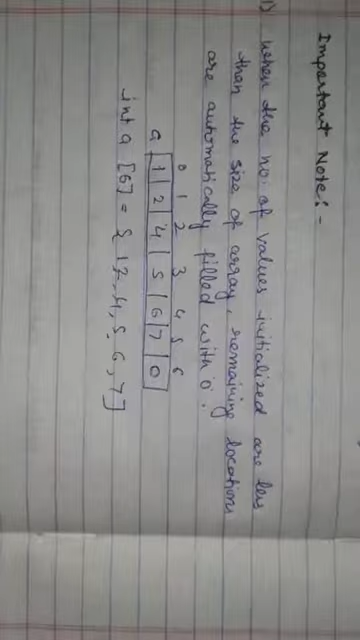 Important Note:-
1) When the no. of values initialized are less
than the size of array, remaining locations
are automatically filled with '0'.
0 1 2 3 4 5 6
a 1 2 4 5 6 7 0
int a [6] = { 1 2, 4, 5, 6, 7 ]